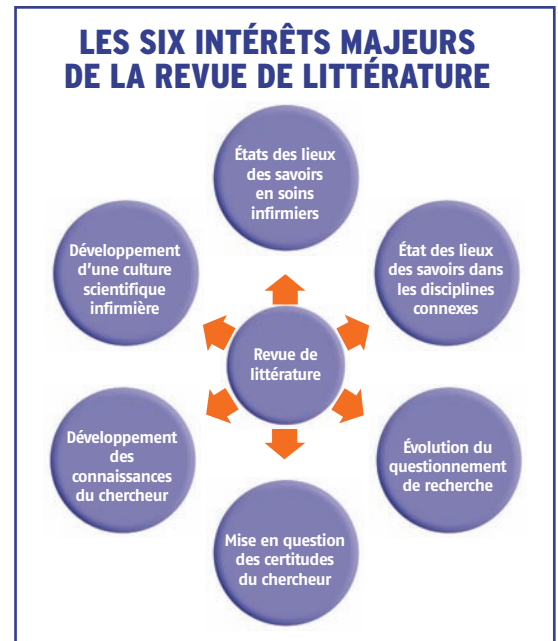 LES SIX INTÉRÊTS MAJEURS
DE LA REVUE DE LITTÉRATURE
États des lieux
des savoirs
en soins
infirmiers
Développement
d'une culture
scientifique
infirmière
État des lieux
des savoirs dans
les disciplines
connexes
Revue de
littérature
Développement
des
connaissances
du chercheur
Évolution du
questionnement
de recherche
Mise en question
des certitudes
du chercheur